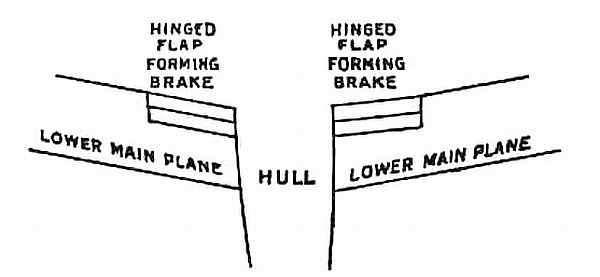 HINGED
FLAP
FORMING
BRAKE
HINGED
FLAP
FORMING
BRAKE
LOWER MAIN PLANE
HULL
LOWER MAIN PLANE